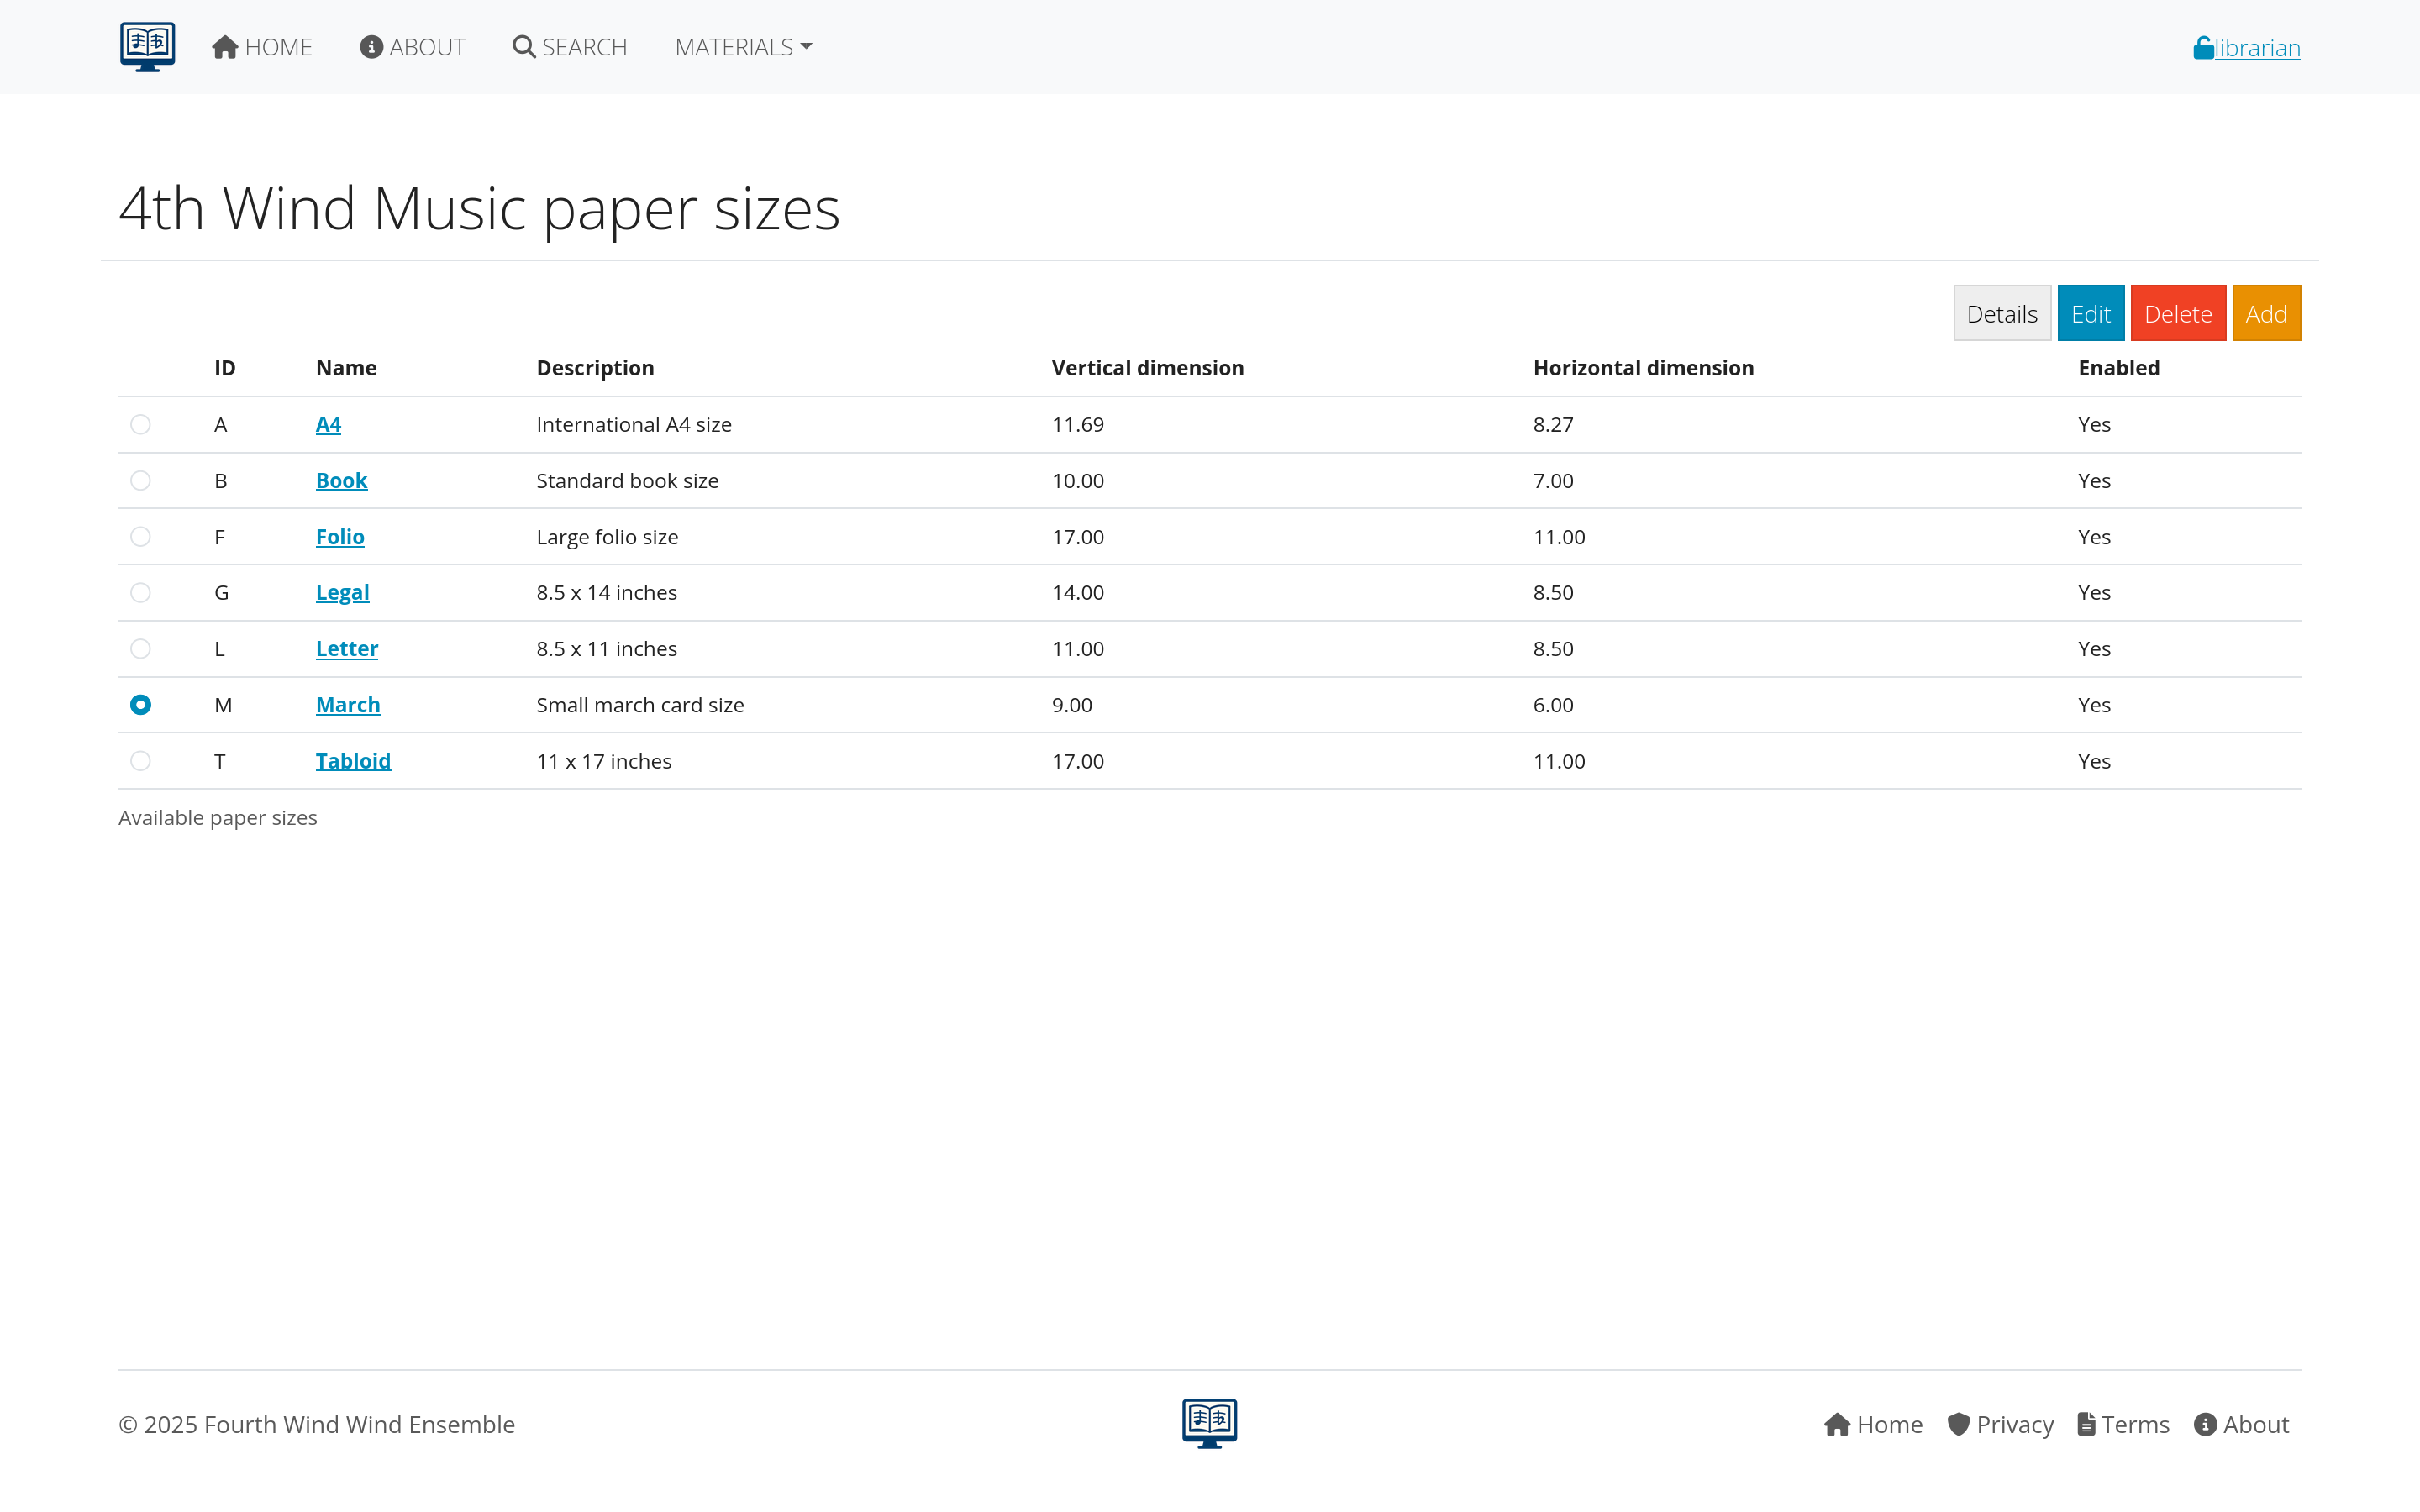 HOME ABOUT SEARCH MATERIALS librarian
4th Wind Music paper sizes
Details Edit Delete Add
ID Name Description Vertical dimension Horizontal dimension Enabled
A A4 International A4 size 11.69 8.27 Yes
B Book Standard book size 10.00 7.00 Yes
F Folio Large folio size 17.00 11.00 Yes
G Legal 8.5 x 14 inches 14.00 8.50 Yes
L Letter 8.5 x 11 inches 11.00 8.50 Yes
M March Small march card size 9.00 6.00 Yes
T Tabloid 11 x 17 inches 17.00 11.00 Yes
Available paper sizes
© 2025 Fourth Wind Wind Ensemble Home Privacy Terms About